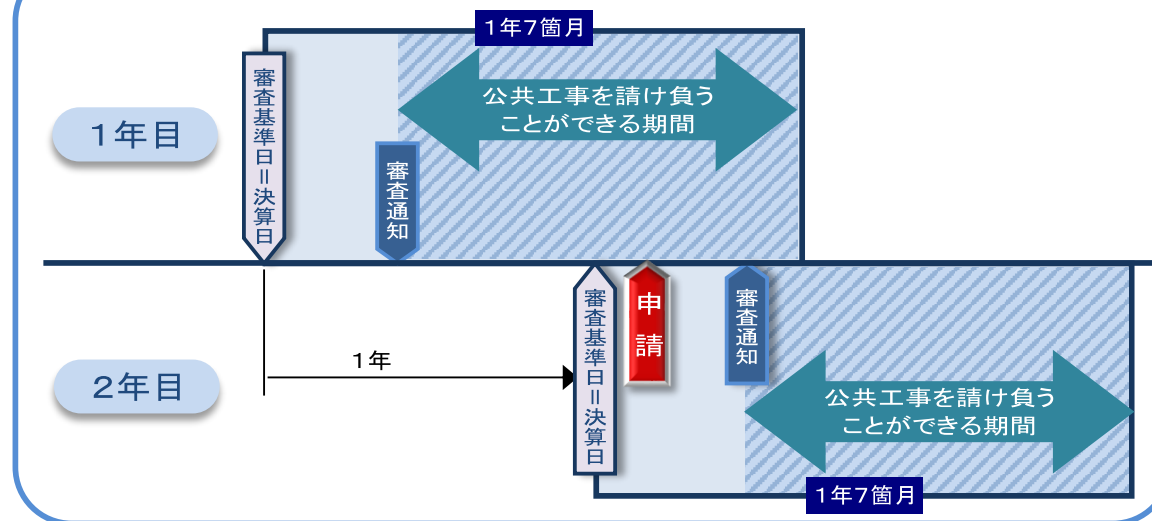 1年7箇月
審査基準日＝決算日
公共工事を請け負う
ことができる期間
1年目
審査通知
審査基準日＝決算日
申請
審査通知
1年
2年目
公共工事を請け負う
ことができる期間
1年7箇月